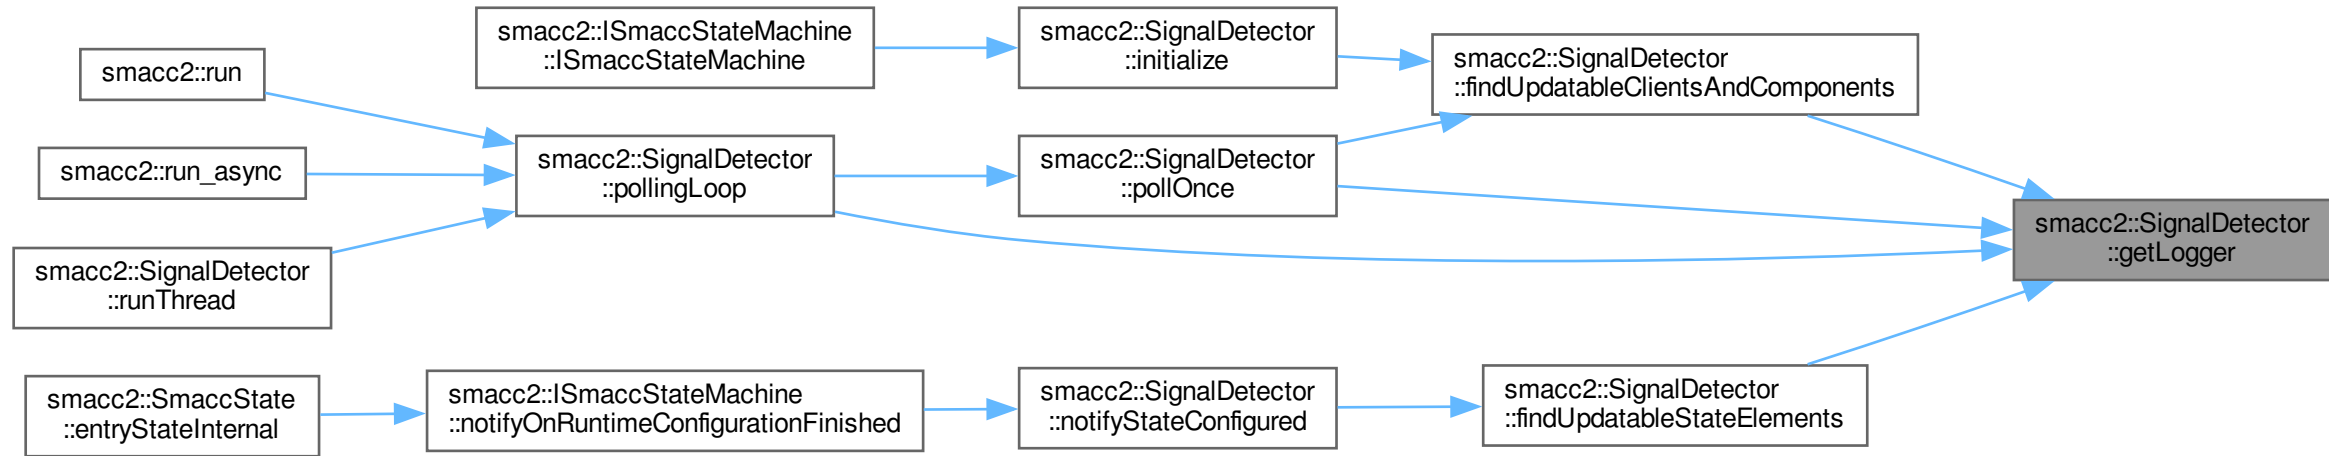 smacc2::ISmaccStateMachine
::ISmaccStateMachine
smacc2::SignalDetector
::initialize
smacc2::SignalDetector
::findUpdatableClientsAndComponents
smacc2::run
smacc2::SignalDetector
::pollingLoop
smacc2::SignalDetector
::pollOnce
smacc2::run_async
smacc2::SignalDetector
::getLogger
smacc2::SignalDetector
::runThread
smacc2::SmaccState
::entryStateInternal
smacc2::ISmaccStateMachine
::notifyOnRuntimeConfigurationFinished
smacc2::SignalDetector
::notifyStateConfigured
smacc2::SignalDetector
::findUpdatableStateElements